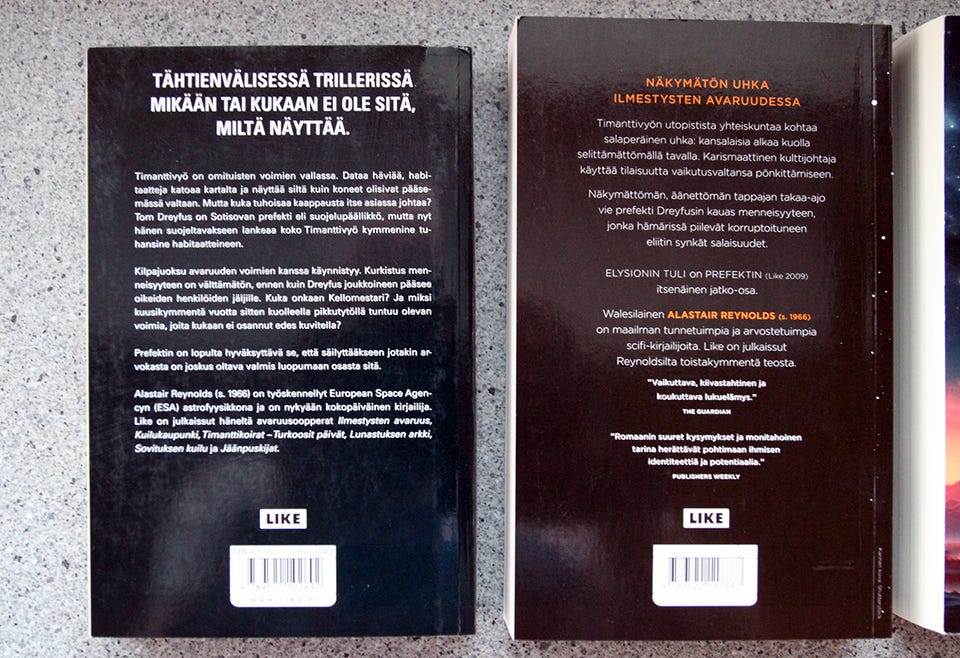 TÄHTIENVÄLISESSÄ TRILLERISSÄ
MIKÄÄN TAI KUKAAN EI OLE SITÄ,
MILTÄ NÄYTTÄÄ.
Timanttivyö on omituisten voimien vallassa. Dataa häviää, habi-
taatteja katoaa kartalta ja näyttää siltä kuin koneet olisivat pääse-
mässä valtaan. Mutta kuka tuhoisaa kaappausta itse asiassa johtaa?
Tom Dreyfus on Sotisovan prefekti eli suojelupäällikkö, mutta nyt
hänen suojeltavakseen lankeaa koko Timanttivyö kymmenine tu-
hansine habitaatteineen.
Kilpajuoksu avaruuden voimien kanssa käynnistyy. Kurkistus men-
neisyyteen on välttämätön, ennen kuin Dreyfus joukkoineen pääsee
oikeiden henkilöiden jäljille. Kuka onkaan Kellomestari? Ja miksi
kuusikymmentä vuotta sitten kuolleella pikkutytöllä tuntuu olevan
voimia, joita kukaan ei osannut edes kuvitella?
Prefektin on lopulta hyväksyttävä se, että säilyttääkseen jotakin ar-
vokasta on joskus oltava valmis luopumaan osasta sitä.
Alastair Reynolds (s. 1966) on työskennellyt European Space Agen-
cyn (ESA) astrofyysikkona ja on nykyään kokopäiväinen kirjailija.
Like on julkaissut häneltä avaruusoopperat Ilmestysten avaruus,
Kuilukaupunki, Timanttikoirat – Turkoosit päivät, Lunastuksen arkki,
Sovituksen kuilu ja Jäänpuskijat.
LIKE
NÄKYMÄTÖN UHKA
ILMESTYSTEN AVARUUDESSA
Timanttivyön utopistista yhteiskuntaa kohtaa
salaperäinen uhka: kansalaisia alkaa kuolla
selittämättömällä tavalla. Karismaattinen kulttijohtaja
käyttää tilaisuutta vaikutusvaltansa pönkittämiseen.
Näkymättömän, äänettömän tappajan takaa-ajo
vie prefekti Dreyfusin kauas menneisyyteen,
jonka hämärissä piilevät korruptoituneen
eliitin synkät salaisuudet.
ELYSIONIN TULI on PREFEKTIN (Like 2009)
itsenäinen jatko-osa.
Walesilainen ALASTAIR REYNOLDS (s. 1966)
on maailman tunnetuimpia ja arvostetuimpia
scifi-kirjailijoita. Like on julkaissut
Reynoldsilta toistakymmentä teosta.
"Vaikuttava, kiivastahtinen ja
koukuttava lukuelämys."
THE GUARDIAN
"Romaanin suuret kysymykset ja monitahoinen
tarina herättävät pohtimaan ihmisen
identiteettiä ja potentiaalia."
PUBLISHERS WEEKLY
LIKE
Kannen kuva: Shutterstock